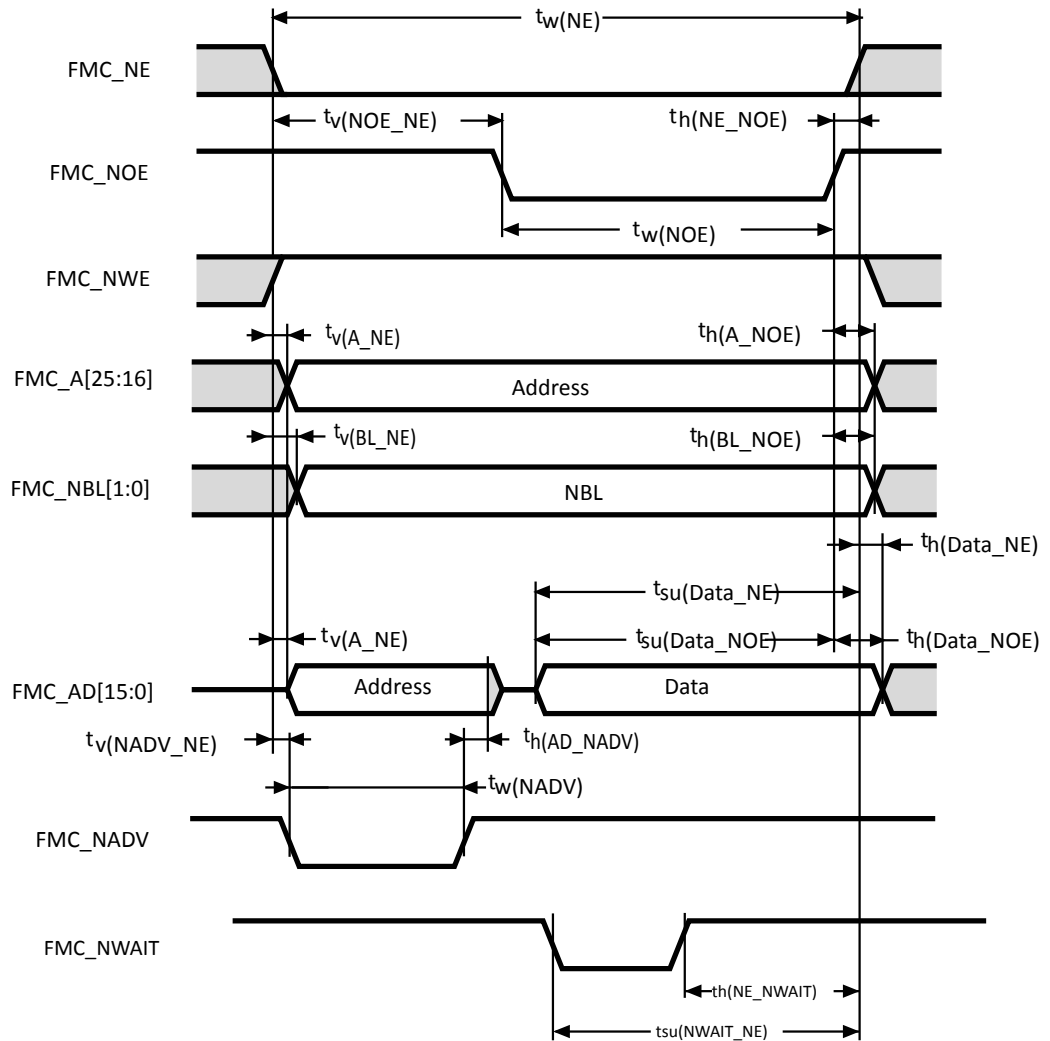 tw(NE)
FMC_NE
tv(NOE_NE)
th(NE_NOE)
FMC_NOE
tw(NOE)
FMC_NWE
tv(A_NE)
th(A_NOE)
FMC_A[25:16]
Address
tv(BL_NE)
th(BL_NOE)
FMC_NBL[1:0]
NBL
th(Data_NE)
tsu(Data_NE)
tv(A_NE)
tsu(Data_NOE)
th(Data_NOE)
FMC_AD[15:0]
Address
Data
tv(NADV_NE)
th(AD_NADV)
tw(NADV)
FMC_NADV
FMC_NWAIT
th(NE_NWAIT)
tsu(NWAIT_NE)